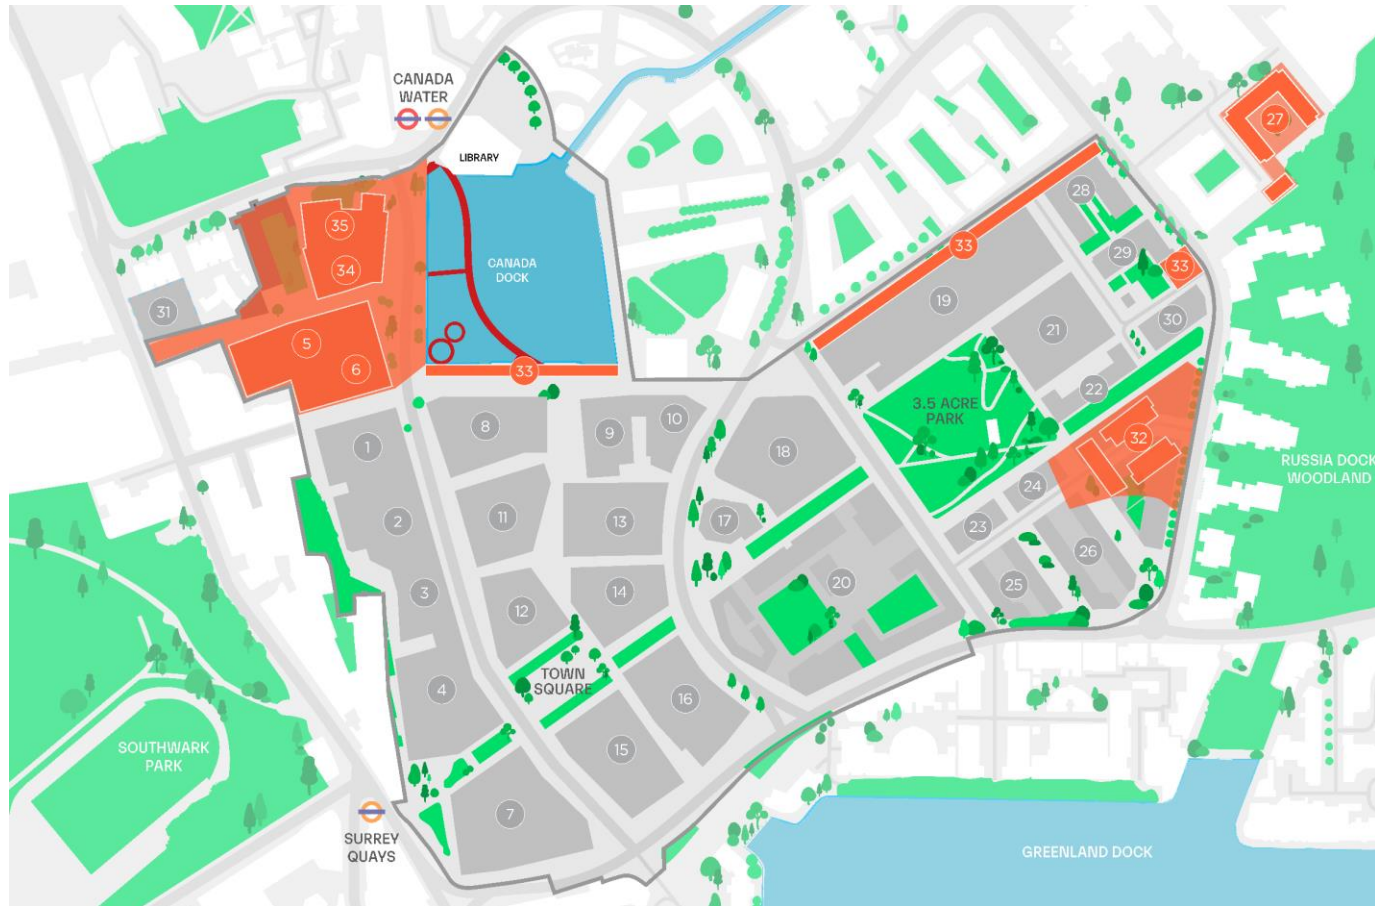 CANADA
WATER
LIBRARY
27
28
35
33
29
33
CANADA
DOCK
34
19
31
30
21
5
6
33
22
3.5 ACRE
PARK
10
8
9
32
1
18
RUSSIA DOCK
WOODLAND
24
11
13
17
2
23
26
20
25
14
3
12
TOWN
SQUARE
4
16
SOUTHWARK
PARK
15
7
SURREY
QUAYS
GREENLAND DOCK